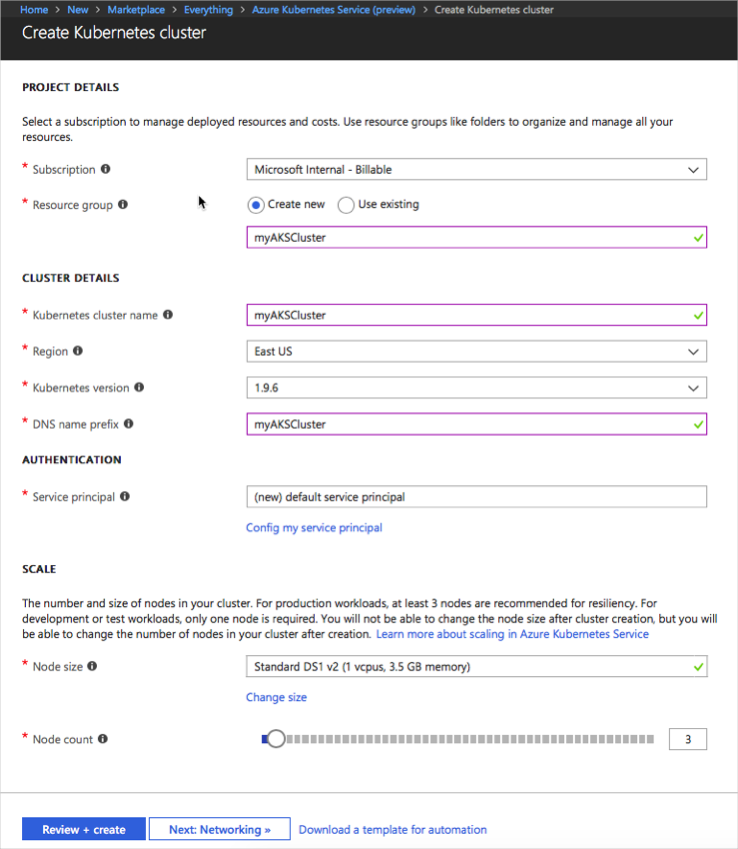 Home > New > Marketplace > Everything > Azure Kubernetes Service (preview) > Create Kubernetes cluster
Create Kubernetes cluster
PROJECT DETAILS
Select a subscription to manage deployed resources and costs. Use resource groups like folders to organize and manage all your
resources.
* Subscription
Microsoft Internal - Billable
* Resource group
Create new
Use existing
myAKSCluster
CLUSTER DETAILS
* Kubernetes cluster name
myAKSCluster
* Region
East US
* Kubernetes version
1.9.6
* DNS name prefix
myAKSCluster
AUTHENTICATION
* Service principal
(new) default service principal
Config my service principal
SCALE
The number and size of nodes in your cluster. For production workloads, at least 3 nodes are recommended for resiliency. For
development or test workloads, only one node is required. You will not be able to change the node size after cluster creation, but you will
be able to change the number of nodes in your cluster after creation. Learn more about scaling in Azure Kubernetes Service
* Node size
Standard DS1 v2 (1 vcpus, 3.5 GB memory)
Change size
* Node count
3
Review + create
Next: Networking »
Download a template for automation